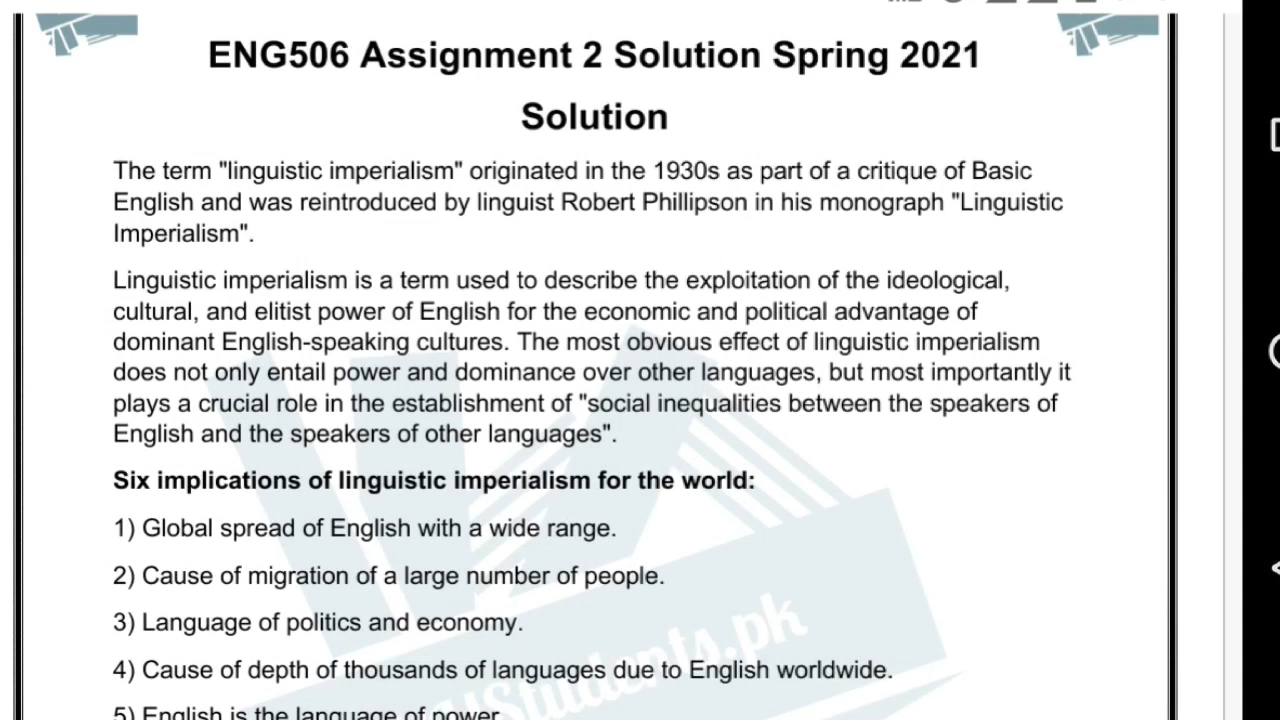 ENG506 Assignment 2 Solution Spring 2021
Solution
The term "linguistic imperialism" originated in the 1930s as part of a critique of Basic
English and was reintroduced by linguist Robert Phillipson in his monograph "Linguistic
Imperialism".
Linguistic imperialism is a term used to describe the exploitation of the ideological,
cultural, and elitist power of English for the economic and political advantage of
dominant English-speaking cultures. The most obvious effect of linguistic imperialism
does not only entail power and dominance over other languages, but most importantly it
plays a crucial role in the establishment of "social inequalities between the speakers of
English and the speakers of other languages".
Six implications of linguistic imperialism for the world:
1) Global spread of English with a wide range.
2) Cause of migration of a large number of people.
3) Language of politics and economy.
4) Cause of depth of thousands of languages due to English worldwide.
5) English is the language of power